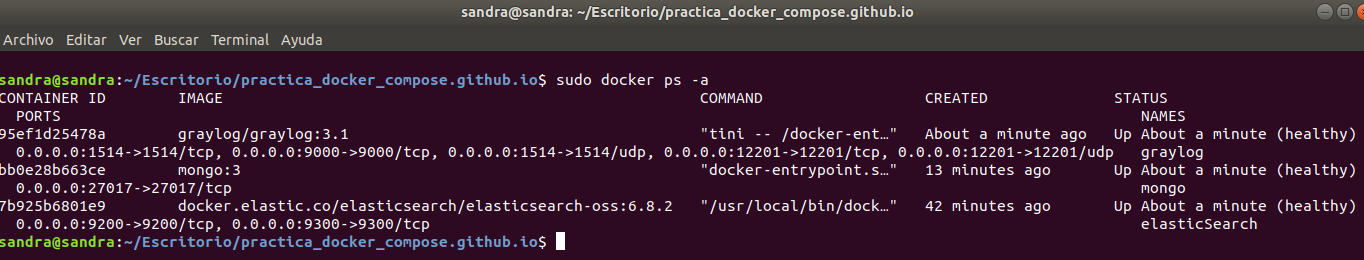 sandra@sandra: ~/Escritorio/practica_docker_compose.github.io
Archivo Editar Ver Buscar Terminal Ayuda
sandra@sandra:~/Escritorio/practica_docker_compose.github.io$ sudo docker ps -a
CONTAINER ID IMAGE COMMAND CREATED STATUS
PORTS NAMES
95ef1d25478a graylog/graylog:3.1 "tini -- /docker-ent…" About a minute ago Up About a minute (healthy)
0.0.0.0:1514->1514/tcp, 0.0.0.0:9000->9000/tcp, 0.0.0.0:1514->1514/udp, 0.0.0.0:12201->12201/tcp, 0.0.0.0:12201->12201/udp graylog
bb0e28b663ce mongo:3 "docker-entrypoint.s…" 13 minutes ago Up About a minute (healthy)
0.0.0.0:27017->27017/tcp mongo
7b925b6801e9 docker.elastic.co/elasticsearch/elasticsearch-oss:6.8.2 "/usr/local/bin/dock…" 42 minutes ago Up About a minute (healthy)
0.0.0.0:9200->9200/tcp, 0.0.0.0:9300->9300/tcp elasticSearch
sandra@sandra:~/Escritorio/practica_docker_compose.github.io$